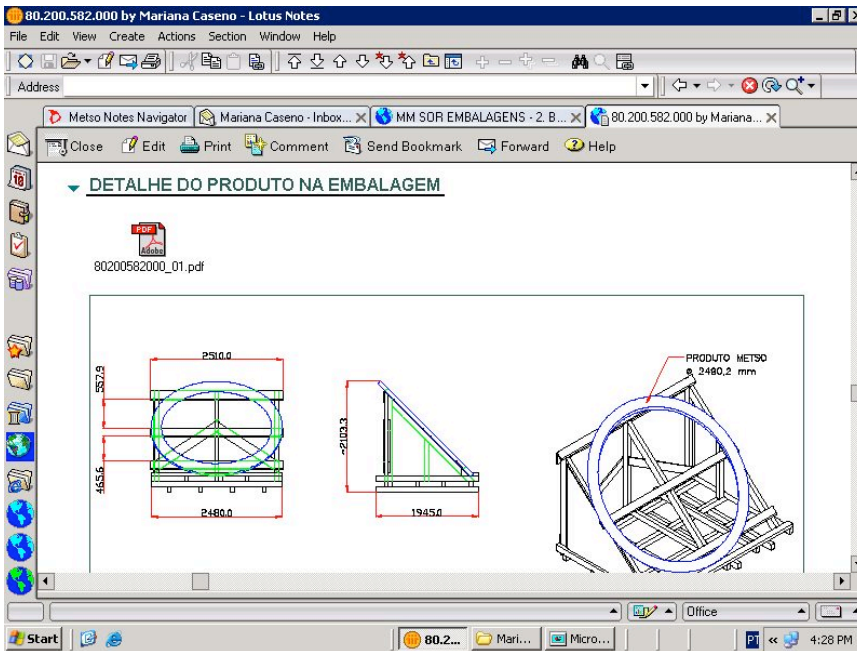 80.200.582.000 by Mariana Caseno - Lotus Notes
File Edit View Create Actions Section Window Help
Address
Metso Notes Navigator
Mariana Caseno - Inbox...
MM SOR EMBALAGENS - 2. B...
80.200.582.000 by Mariana...
Close Edit Print Comment Send Bookmark Forward Help
DETALHE DO PRODUTO NA EMBALAGEM
PDF
Adobe
80200582000_01.pdf
2510.0
557.9
465.6
2480.0
~2103.3
1945.0
PRODUTO METSO
ø 2480,2 mm
18
Office
Start
80.2...
Mari...
Micro...
PT
«
4:28 PM